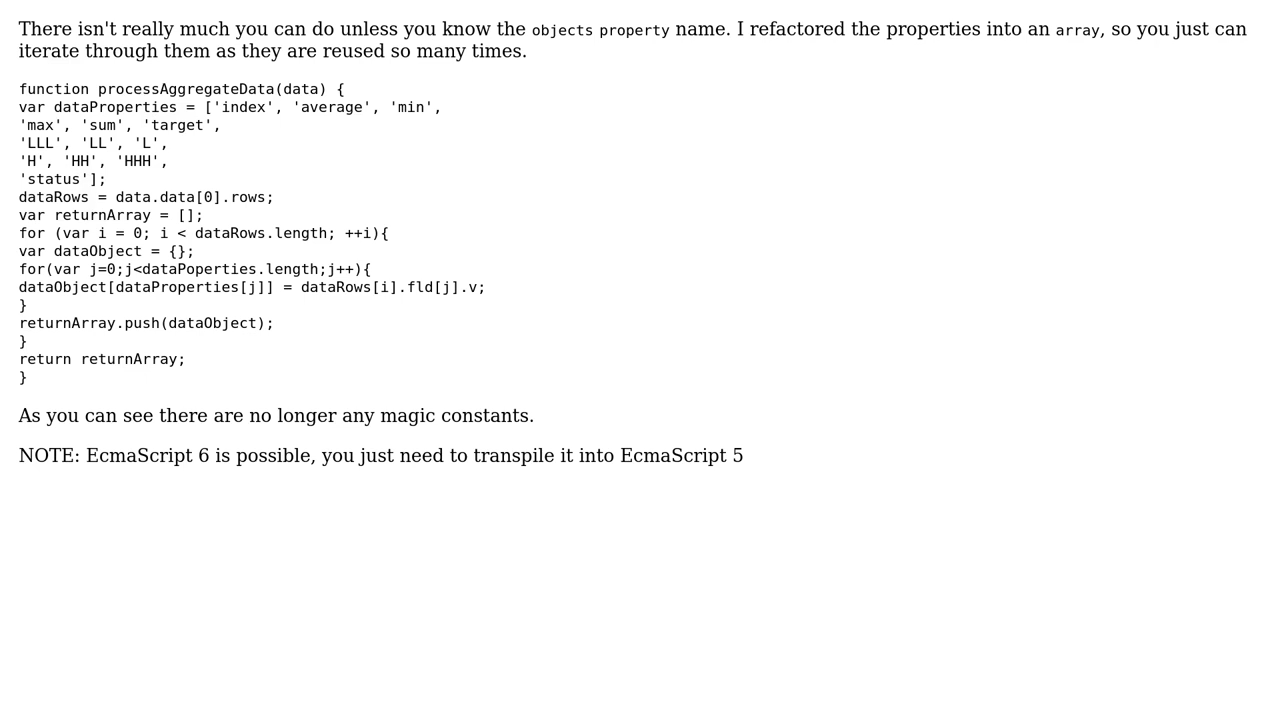 There isn't really much you can do unless you know the objects property name. I refactored the properties into an array, so you just can
iterate through them as they are reused so many times.
function processAggregateData(data) {
var dataProperties = ['index', 'average', 'min',
'max', 'sum', 'target',
'LLL', 'LL', 'L',
'H', 'HH', 'HHH',
'status'];
dataRows = data.data[0].rows;
var returnArray = [];
for (var i = 0; i < dataRows.length; ++i){
var dataObject = {};
for(var j=0;j<dataPoperties.length;j++){
dataObject[dataProperties[j]] = dataRows[i].fld[j].v;
}
returnArray.push(dataObject);
}
return returnArray;
}
As you can see there are no longer any magic constants.
NOTE: EcmaScript 6 is possible, you just need to transpile it into EcmaScript 5